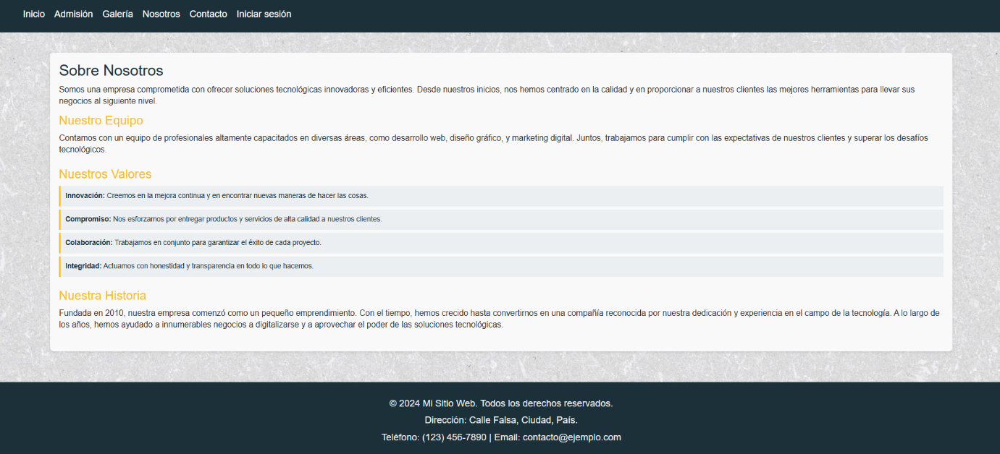 Inicio Admisión Galería Nosotros Contacto Iniciar sesión
Sobre Nosotros
Somos una empresa comprometida con ofrecer soluciones tecnológicas innovadoras y eficientes. Desde nuestros inicios, nos hemos centrado en la calidad y en proporcionar a nuestros clientes las mejores herramientas para llevar sus
negocios al siguiente nivel.
Nuestro Equipo
Contamos con un equipo de profesionales altamente capacitados en diversas áreas, como desarrollo web, diseño gráfico, y marketing digital. Juntos, trabajamos para cumplir con las expectativas de nuestros clientes y superar los desafíos
tecnológicos.
Nuestros Valores
Innovación: Creemos en la mejora continua y en encontrar nuevas maneras de hacer las cosas.
Compromiso: Nos esforzamos por entregar productos y servicios de alta calidad a nuestros clientes.
Colaboración: Trabajamos en conjunto para garantizar el éxito de cada proyecto.
Integridad: Actuamos con honestidad y transparencia en todo lo que hacemos.
Nuestra Historia
Fundada en 2010, nuestra empresa comenzó como un pequeño emprendimiento. Con el tiempo, hemos crecido hasta convertirnos en una compañía reconocida por nuestra dedicación y experiencia en el campo de la tecnología. A lo largo de
los años, hemos ayudado a innumerables negocios a digitalizarse y a aprovechar el poder de las soluciones tecnológicas.
© 2024 Mi Sitio Web. Todos los derechos reservados.
Dirección: Calle Falsa, Ciudad, País.
Teléfono: (123) 456-7890 | Email: contacto@ejemplo.com